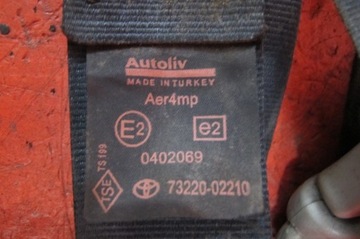 Autoliv
MADE IN TURKEY
Aer4mp
E2 e2
0402069
TSE TS 199
73220-02210